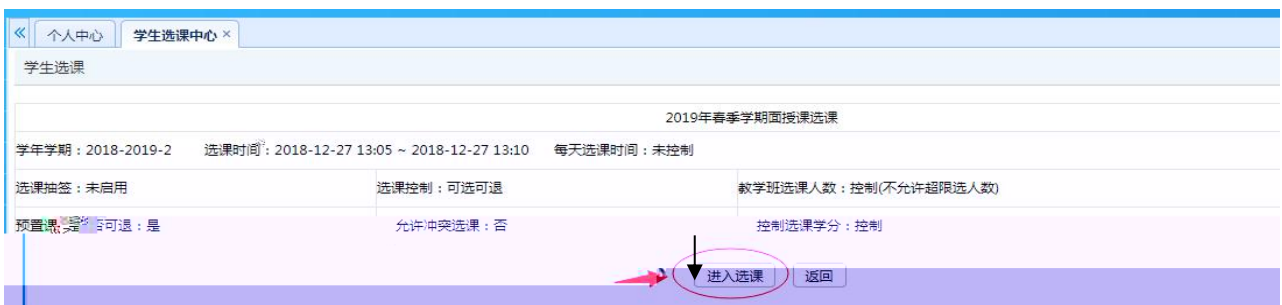 个人中心 学生选课中心 ×
学生选课
2019年春季学期面授课选课
学年学期：2018-2019-2 选课时间：2018-12-27 13:05 ~ 2018-12-27 13:10 每天选课时间：未控制
选课抽签：未启用 选课控制：可选可退 教学班选课人数：控制(不允许超限选人数)
预置课 否可退：是 允许冲突选课：否 控制选课学分：控制
进入选课 返回